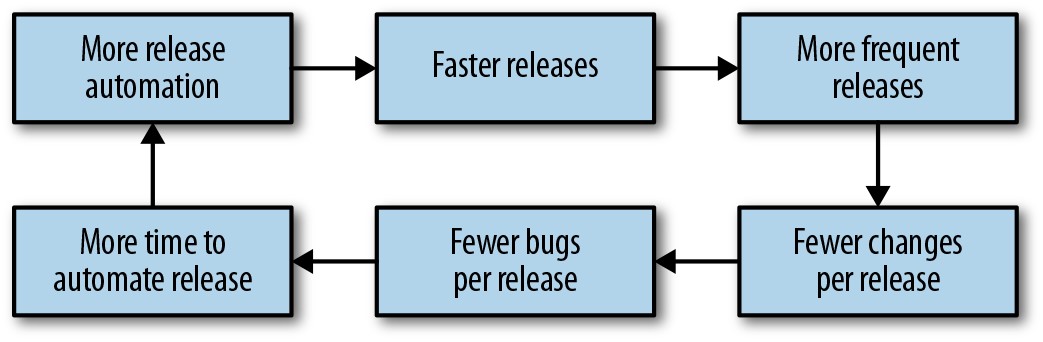 More release
automation
Faster releases
More frequent
releases
More time to
automate release
Fewer bugs
per release
Fewer changes
per release